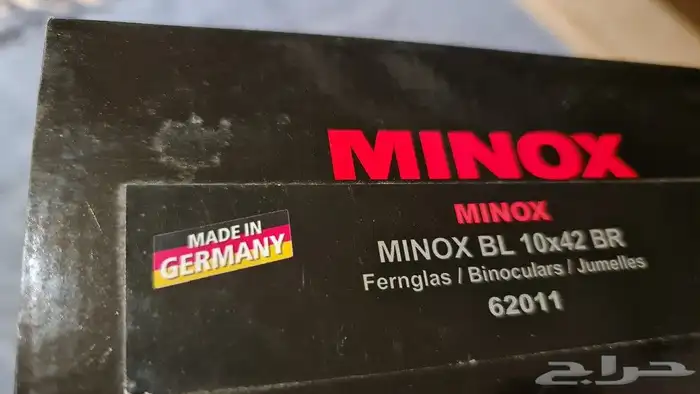 MINOX
MINOX
MADE IN
GERMANY
MINOX BL 10x42 BR
Fernglas / Binoculars / Jumelles
62011
حراج